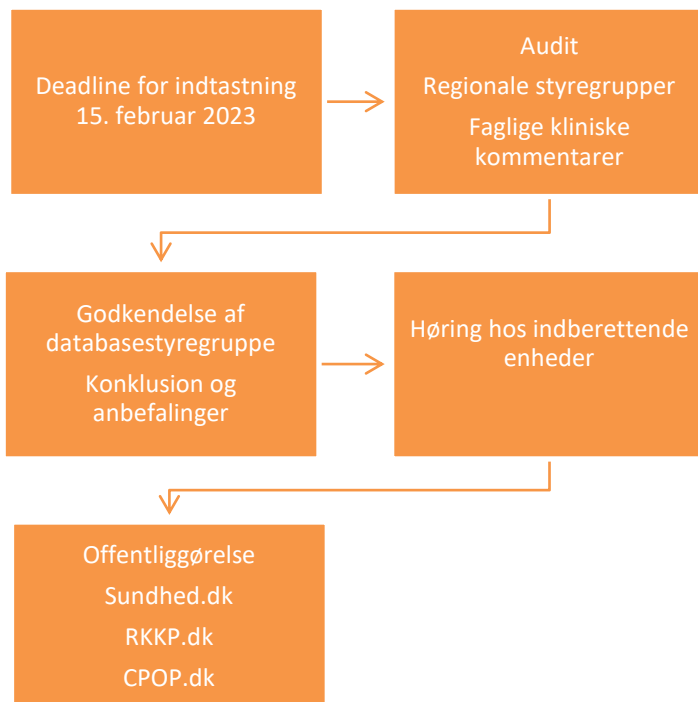 Deadline for indtastning
15. februar 2023
Audit
Regionale styregrupper
Faglige kliniske
kommentarer
Godkendelse af
databasestyregruppe
Konklusion og
anbefalinger
Høring hos indberettende
enheder
Offentliggørelse
Sundhed.dk
RKKP.dk
CPOP.dk